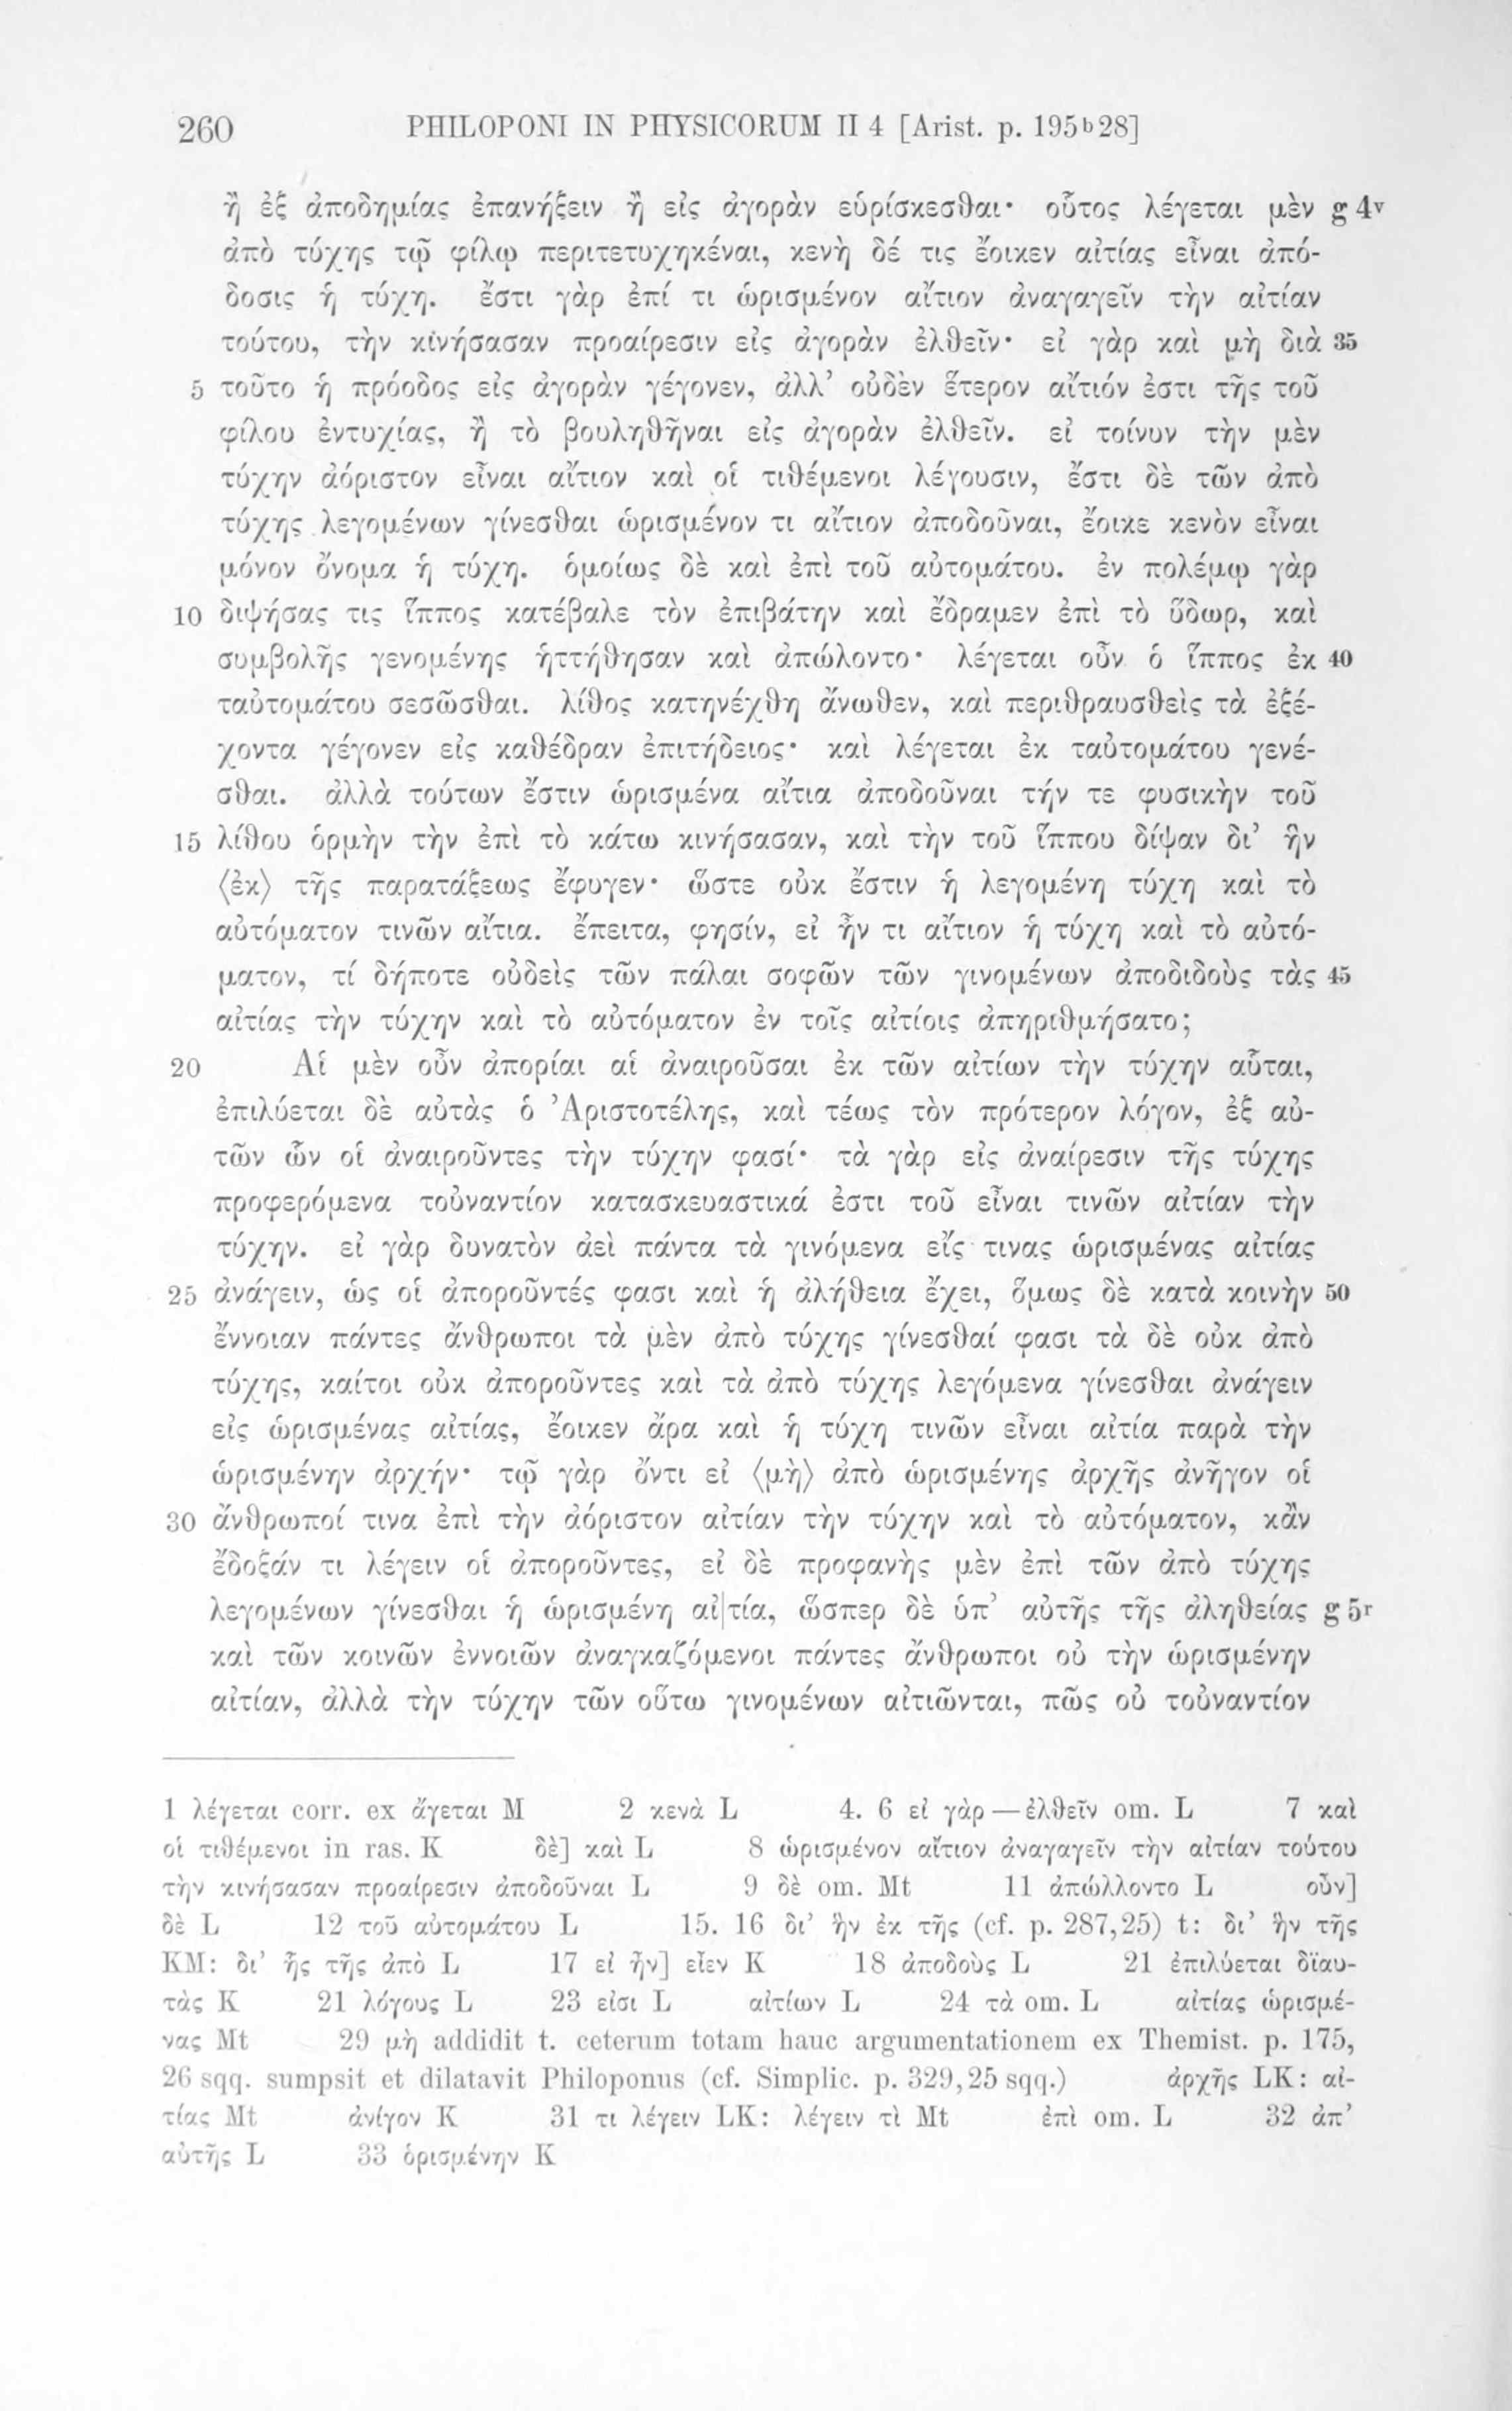 260 PHILOPONI IN PHYSICORUM II 4 [Arist. p. 195ᵇ28]
ἢ ἐξ ἀποδημίας ἐπανήξειν ἢ εἰς ἀγορὰν εὑρίσκεσθαι· οὗτος λέγεται μὲν g 4ᵛ
ἀπὸ τύχης τῷ φίλῳ περιτετυχηκέναι, κενὴ δέ τις ἔοικεν αἰτίας εἶναι ἀπό-
δοσις ἡ τύχη. ἔστι γὰρ ἐπί τι ὡρισμένον αἴτιον ἀναγαγεῖν τὴν αἰτίαν
τούτου, τὴν κινήσασαν προαίρεσιν εἰς ἀγορὰν ἐλθεῖν· εἰ γὰρ καὶ μὴ διὰ 35
5 τοῦτο ἡ πρόοδος εἰς ἀγορὰν γέγονεν, ἀλλ’ οὐδὲν ἕτερον αἴτιόν ἐστι τῆς τοῦ
φίλου ἐντυχίας, ἢ τὸ βουληθῆναι εἰς ἀγορὰν ἐλθεῖν. εἰ τοίνυν τὴν μὲν
τύχην ἀόριστον εἶναι αἴτιον καὶ οἱ τιθέμενοι λέγουσιν, ἔστι δὲ τῶν ἀπὸ
τύχης λεγομένων γίνεσθαι ὡρισμένον τι αἴτιον ἀποδοῦναι, ἔοικε κενὸν εἶναι
μόνον ὄνομα ἡ τύχη. ὁμοίως δὲ καὶ ἐπὶ τοῦ αὐτομάτου. ἐν πολέμῳ γὰρ
10 διψήσας τις ἵππος κατέβαλε τὸν ἐπιβάτην καὶ ἔδραμεν ἐπὶ τὸ ὕδωρ, καὶ
συμβολῆς γενομένης ἡττήθησαν καὶ ἀπώλοντο· λέγεται οὖν ὁ ἵππος ἐκ 40
ταὐτομάτου σεσῶσθαι. λίθος κατηνέχθη ἄνωθεν, καὶ περιθραυσθεὶς τὰ ἐξέ-
χοντα γέγονεν εἰς καθέδραν ἐπιτήδειος· καὶ λέγεται ἐκ ταὐτομάτου γενέ-
σθαι. ἀλλὰ τούτων ἔστιν ὡρισμένα αἴτια ἀποδοῦναι τήν τε φυσικὴν τοῦ
15 λίθου ὁρμὴν τὴν ἐπὶ τὸ κάτω κινήσασαν, καὶ τὴν τοῦ ἵππου δίψαν δι’ ἣν
⟨ἐκ⟩ τῆς παρατάξεως ἔφυγεν· ὥστε οὐκ ἔστιν ἡ λεγομένη τύχη καὶ τὸ
αὐτόματον τινῶν αἴτια. ἔπειτα, φησίν, εἰ ἦν τι αἴτιον ἡ τύχη καὶ τὸ αὐτό-
ματον, τί δήποτε οὐδεὶς τῶν πάλαι σοφῶν τῶν γινομένων ἀποδιδοὺς τὰς 45
αἰτίας τὴν τύχην καὶ τὸ αὐτόματον ἐν τοῖς αἰτίοις ἀπηριθμήσατο;
20 Αἱ μὲν οὖν ἀπορίαι αἱ ἀναιροῦσαι ἐκ τῶν αἰτίων τὴν τύχην αὗται,
ἐπιλύεται δὲ αὐτὰς ὁ Ἀριστοτέλης, καὶ τέως τὸν πρότερον λόγον, ἐξ αὐ-
τῶν ὧν οἱ ἀναιροῦντες τὴν τύχην φασί· τὰ γὰρ εἰς ἀναίρεσιν τῆς τύχης
προφερόμενα τοὐναντίον κατασκευαστικά ἐστι τοῦ εἶναι τινῶν αἰτίαν τὴν
τύχην. εἰ γὰρ δυνατὸν ἀεὶ πάντα τὰ γινόμενα εἴς τινας ὡρισμένας αἰτίας
25 ἀνάγειν, ὡς οἱ ἀποροῦντές φασι καὶ ἡ ἀλήθεια ἔχει, ὅμως δὲ κατὰ κοινὴν 50
ἔννοιαν πάντες ἄνθρωποι τὰ μὲν ἀπὸ τύχης γίνεσθαί φασι τὰ δὲ οὐκ ἀπὸ
τύχης, καίτοι οὐκ ἀποροῦντες καὶ τὰ ἀπὸ τύχης λεγόμενα γίνεσθαι ἀνάγειν
εἰς ὡρισμένας αἰτίας, ἔοικεν ἄρα καὶ ἡ τύχη τινῶν εἶναι αἰτία παρὰ τὴν
ὡρισμένην ἀρχήν· τῷ γὰρ ὄντι εἰ ⟨μὴ⟩ ἀπὸ ὡρισμένης ἀρχῆς ἀνῆγον οἱ
30 ἄνθρωποί τινα ἐπὶ τὴν ἀόριστον αἰτίαν τὴν τύχην καὶ τὸ αὐτόματον, κἂν
ἔδοξάν τι λέγειν οἱ ἀποροῦντες, εἰ δὲ προφανὴς μὲν ἐπὶ τῶν ἀπὸ τύχης
λεγομένων γίνεσθαι ἡ ὡρισμένη αἰ|τία, ὥσπερ δὲ ὑπ’ αὐτῆς τῆς ἀληθείας g 5ʳ
καὶ τῶν κοινῶν ἐννοιῶν ἀναγκαζόμενοι πάντες ἄνθρωποι οὐ τὴν ὡρισμένην
αἰτίαν, ἀλλὰ τὴν τύχην τῶν οὕτω γινομένων αἰτιῶνται, πῶς οὐ τοὐναντίον
1 λέγεται corr. ex ἄγεται M 2 κενὰ L 4. 6 εἰ γὰρ — ἐλθεῖν om. L 7 καὶ
οἱ τιθέμενοι in ras. K δὲ] καὶ L 8 ὡρισμένον αἴτιον ἀναγαγεῖν τὴν αἰτίαν τούτου
τὴν κινήσασαν προαίρεσιν ἀποδοῦναι L 9 δὲ om. Mt 11 ἀπώλλοντο L οὖν]
δὲ L 12 τοῦ αὐτομάτου L 15. 16 δι’ ἣν ἐκ τῆς (cf. p. 287,25) t: δι’ ἣν τῆς
KM: δι’ ἧς τῆς ἀπὸ L 17 εἰ ἦν] εἶεν K 18 ἀποδοὺς L 21 ἐπιλύεται δῖαυ-
τὰς K 21 λόγους L 23 εἰσι L αἰτίων L 24 τὰ om. L αἰτίας ὡρισμέ-
νας Mt 29 μὴ addidit t. ceterum totam hanc argumentationem ex Themist. p. 175,
26 sqq. sumpsit et dilatavit Philoponus (cf. Simplic. p. 329,25 sqq.) ἀρχῆς LK: αἰ-
τίας Mt ἀνίγον K 31 τι λέγειν LK: λέγειν τὶ Mt ἐπὶ om. L 32 ἀπ’
αὐτῆς L 33 ὁρισμένην K